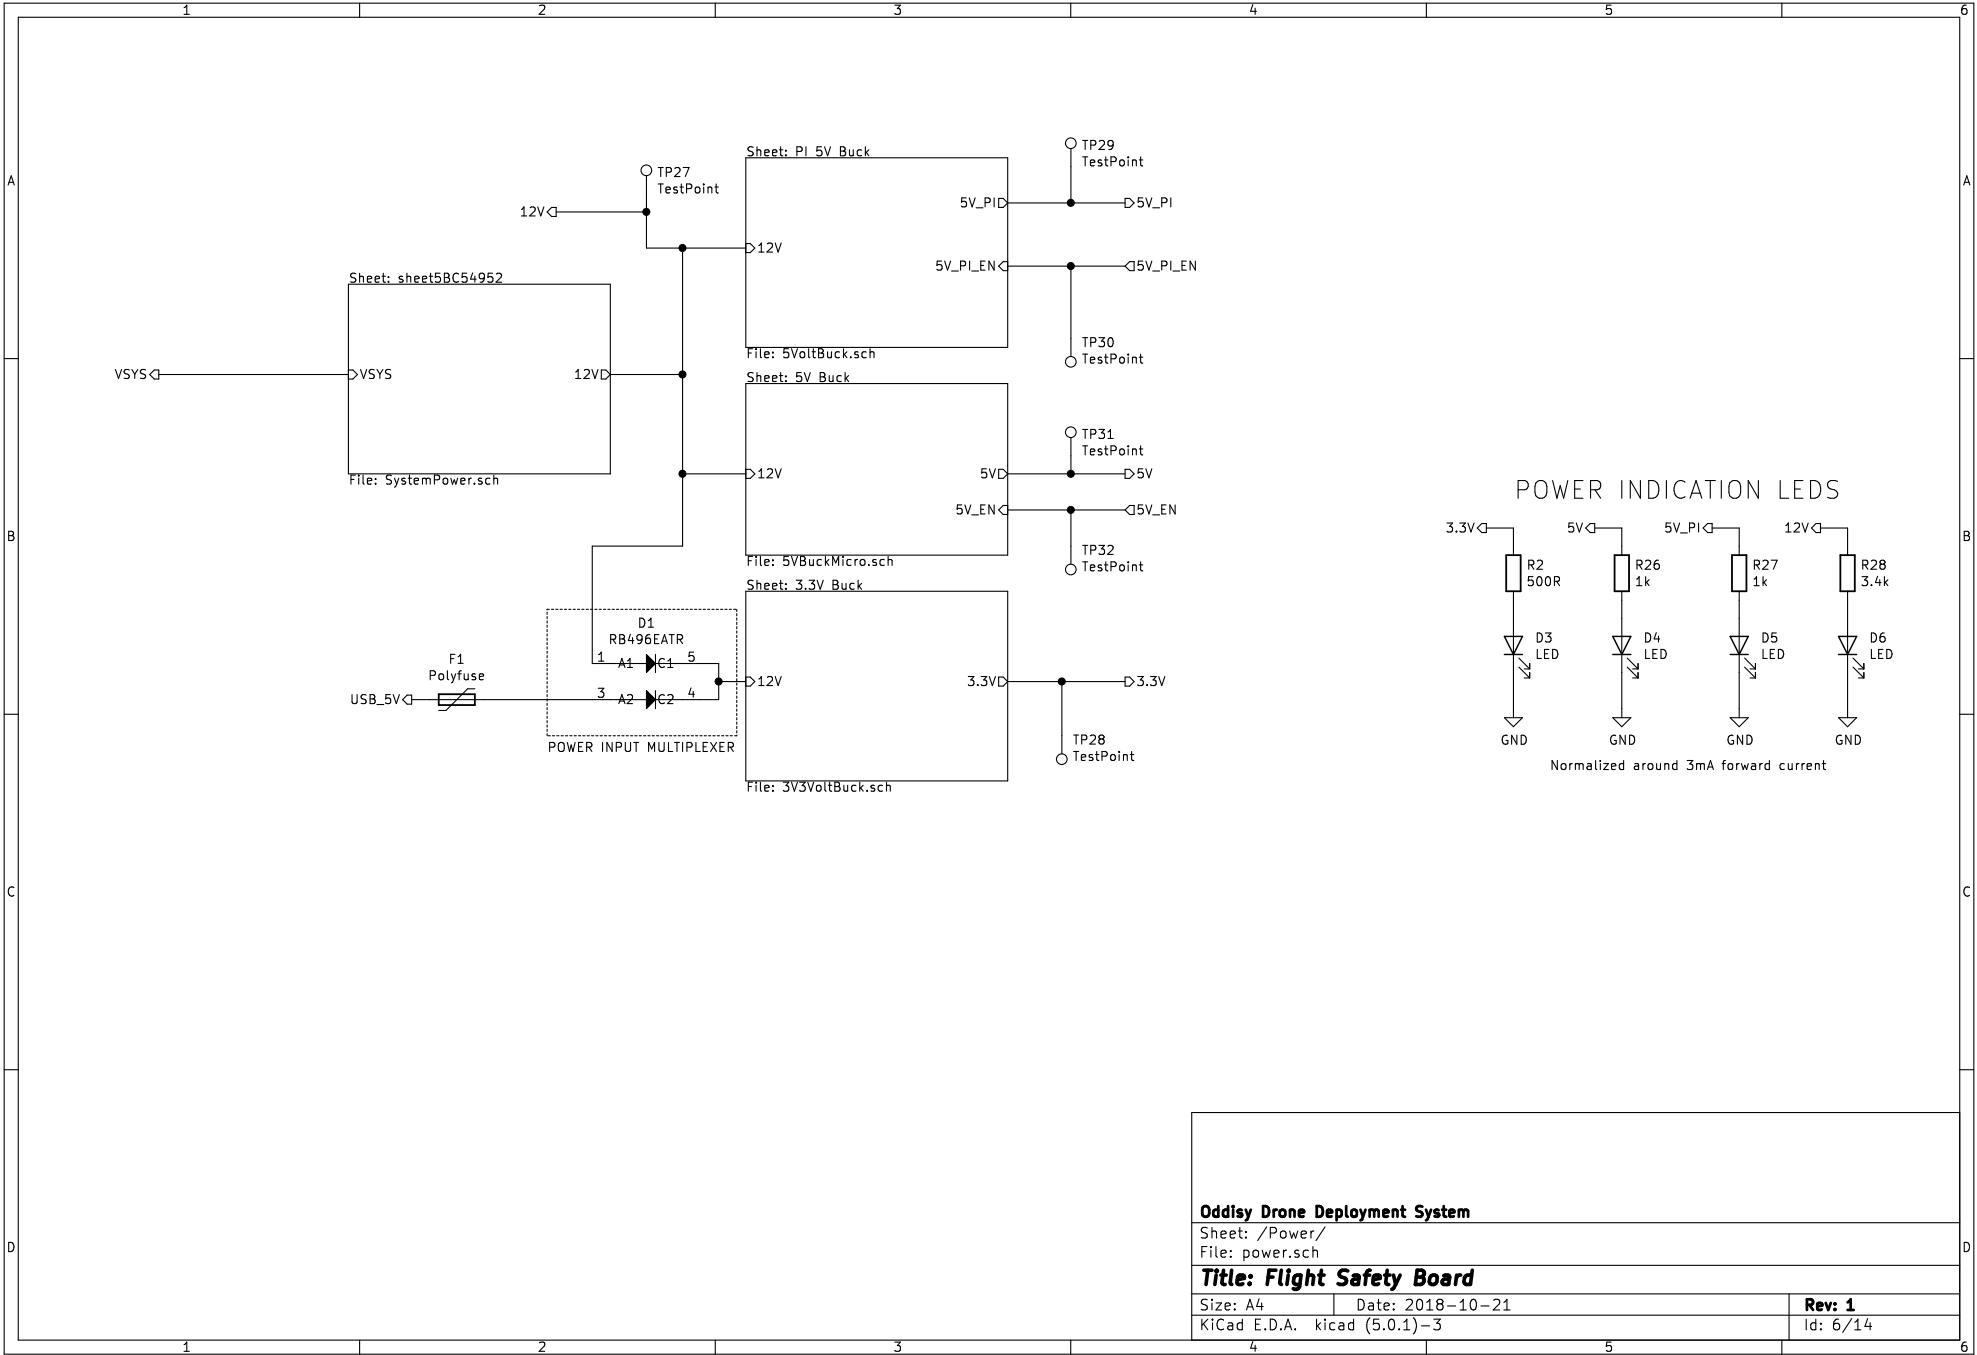 1 2 3 4 5 6
A A
B B
C C
D D
1 2 3 4 5 6
TP27
TestPoint
12V
Sheet: sheet5BC54952
VSYS
VSYS
12V
File: SystemPower.sch
Sheet: PI 5V Buck
12V
5V_PI
5V_PI_EN
File: 5VoltBuck.sch
TP29
TestPoint
5V_PI
5V_PI_EN
TP30
TestPoint
Sheet: 5V Buck
12V
5V
5V_EN
File: 5VBuckMicro.sch
TP31
TestPoint
5V
5V_EN
TP32
TestPoint
Sheet: 3.3V Buck
12V
3.3V
File: 3V3VoltBuck.sch
3.3V
TP28
TestPoint
D1
RB496EATR
1 A1 C1 5
3 A2 C2 4
POWER INPUT MULTIPLEXER
F1
Polyfuse
USB_5V
POWER INDICATION LEDS
3.3V
R2
500R
D3
LED
GND
5V
R26
1k
D4
LED
GND
5V_PI
R27
1k
D5
LED
GND
12V
R28
3.4k
D6
LED
GND
Normalized around 3mA forward current
Oddisy Drone Deployment System
Sheet: /Power/
File: power.sch
Title: Flight Safety Board
Size: A4 Date: 2018-10-21 Rev: 1
KiCad E.D.A. kicad (5.0.1)-3 Id: 6/14